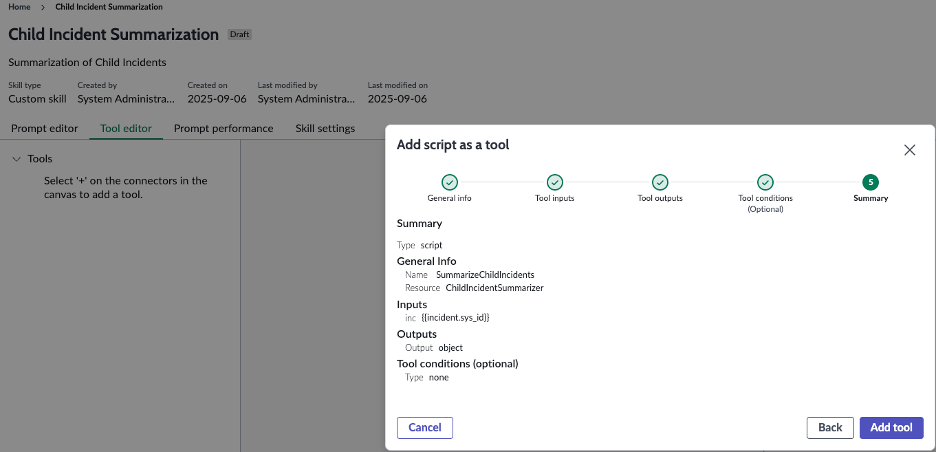 Home > Child Incident Summarization
Child Incident Summarization Draft
Summarization of Child Incidents
Skill type Created by Created on Last modified by Last modified on
Custom skill System Administra... 2025-09-06 System Administra... 2025-09-06
Prompt editor Tool editor Prompt performance Skill settings
Tools
Select '+' on the connectors in the
canvas to add a tool.
Add script as a tool
5
General info Tool inputs Tool outputs Tool conditions Summary
(Optional)
Summary
Type script
General Info
Name SummarizeChildIncidents
Resource ChildIncidentSummarizer
Inputs
inc {{incident.sys_id}}
Outputs
Output object
Tool conditions (optional)
Type none
Cancel Back Add tool